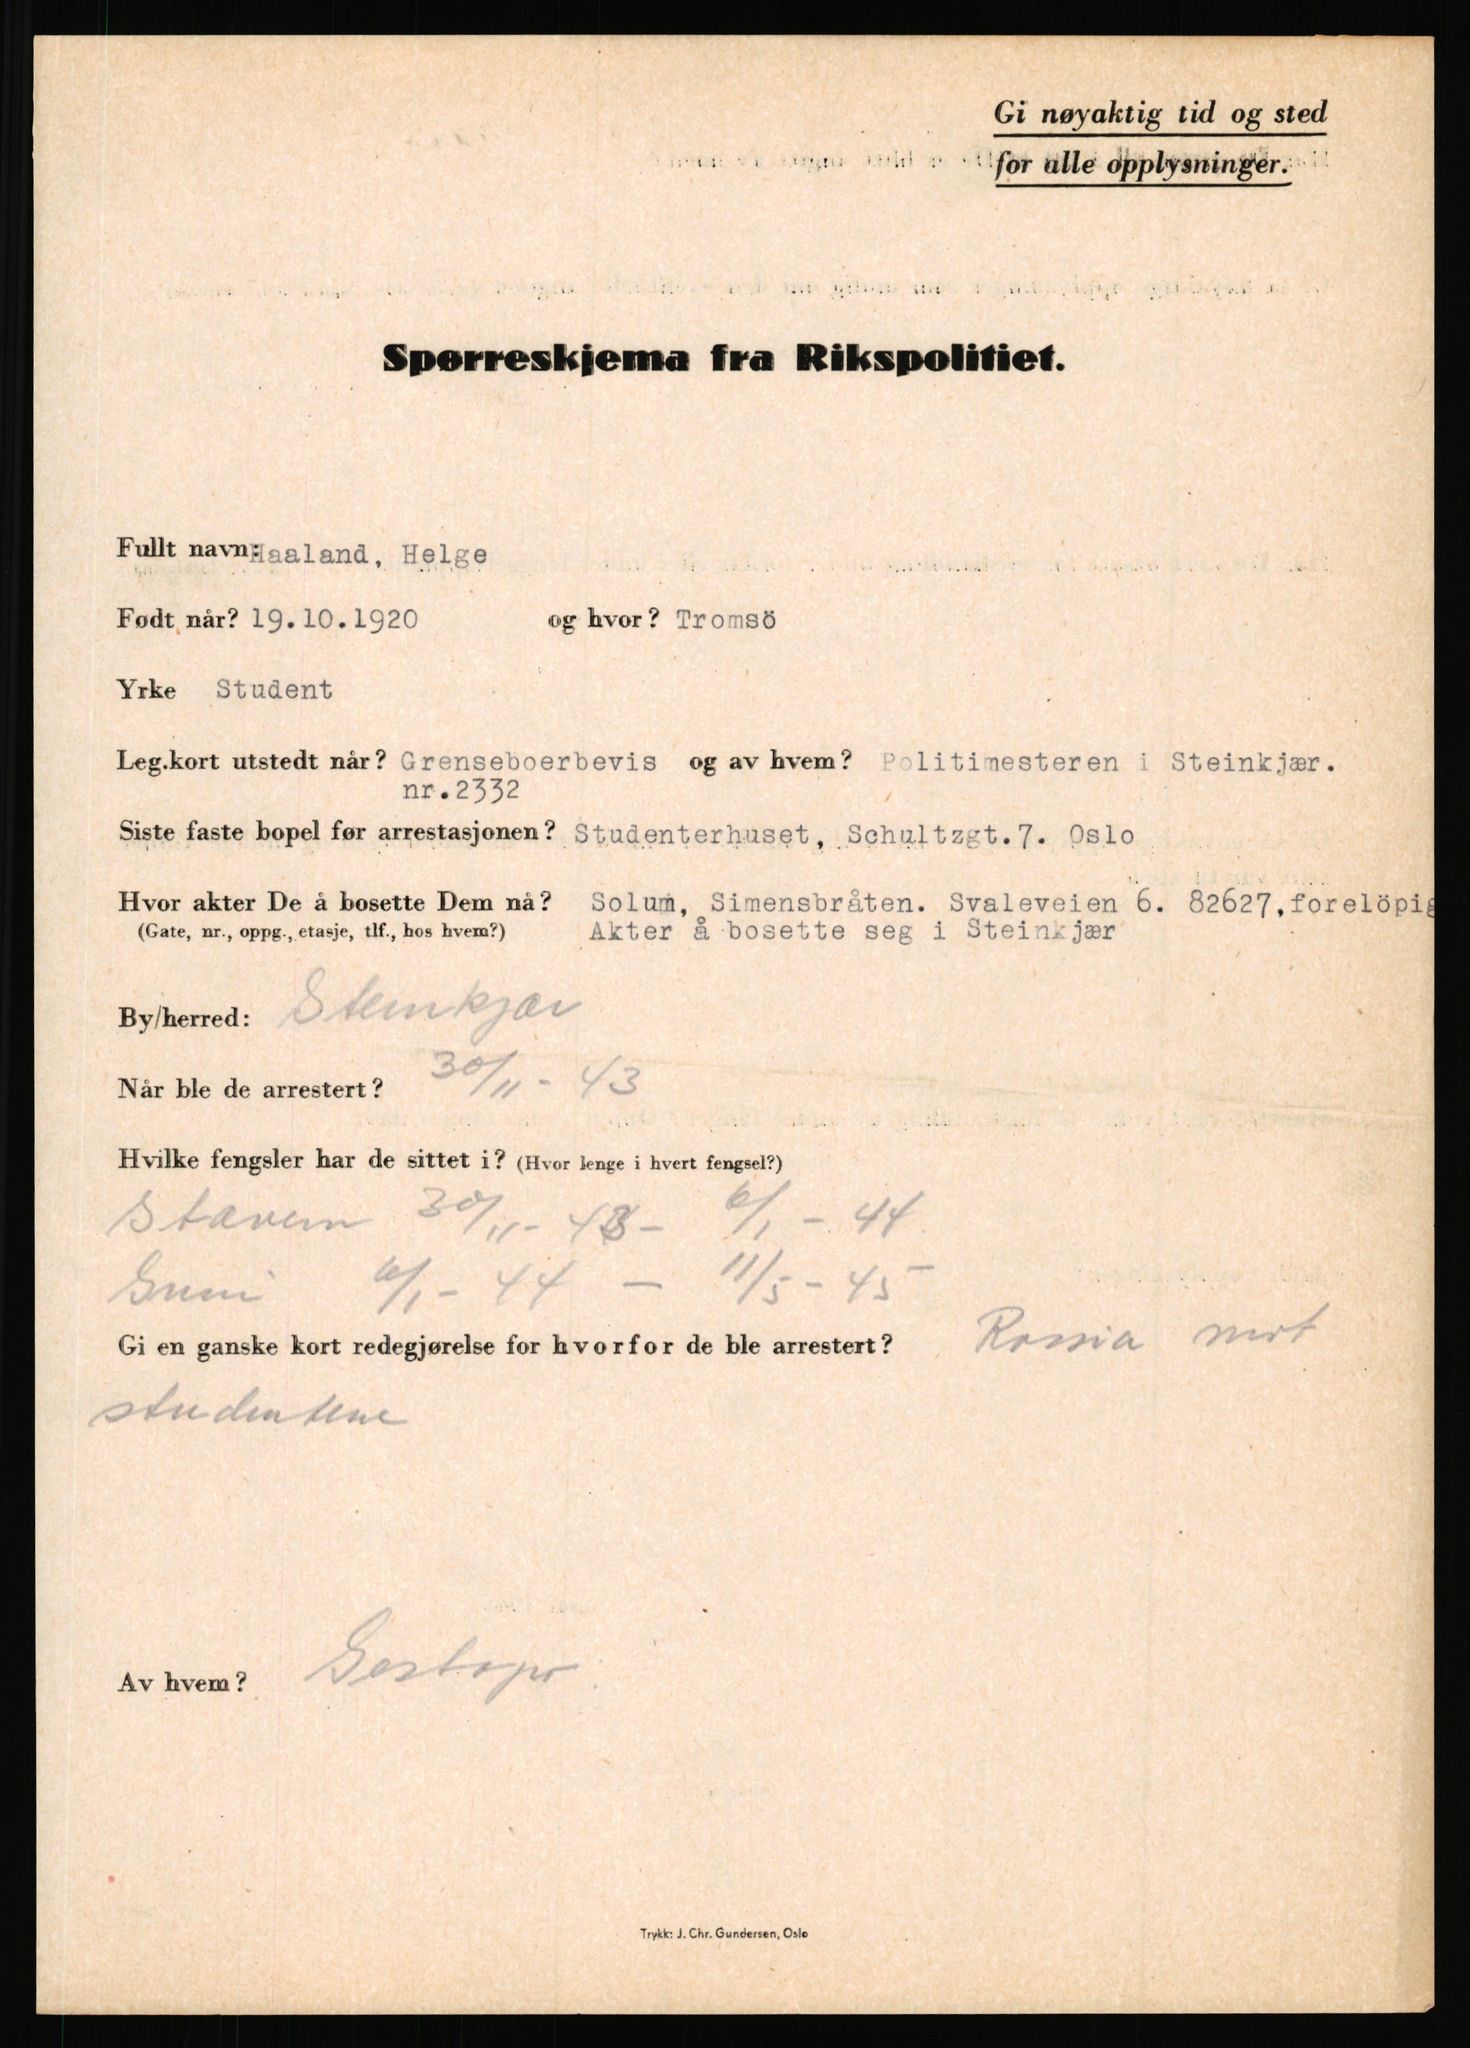 Gi nøyaktig tid og sted
for alle opplysninger.
Spørreskjema fra Rikspolitiet.
Fullt navn: Haaland, Helge
Født når? 19.10.1920 og hvor? Tromsö
Yrke Student
Leg.kort utstedt når? Grenseboerbevis og av hvem? Politimesteren i Steinkjær.
nr.2332
Siste faste bopel før arrestasjonen? Studenterhuset, Schultzgt.7. Oslo
Hvor akter De å bosette Dem nå? Solum, Simensbråten. Svaleveien 6. 82627,forelöpig
(Gate, nr., oppg., etasje, tlf., hos hvem?) Akter å bosette seg i Steinkjær
By/herred: Steinkjær
Når ble de arrestert? 30/11 - 43
Hvilke fengsler har de sittet i? (Hvor lenge i hvert fengsel?)
Stavern 30/11 - 43 - 6/1 - 44
Grini 6/1 - 44 - 11/5 - 45
Gi en ganske kort redegjørelse for hvorfor de ble arrestert? Razzia mot
studentene
Av hvem? Gestapo
Trykk: J. Chr. Gundersen, Oslo